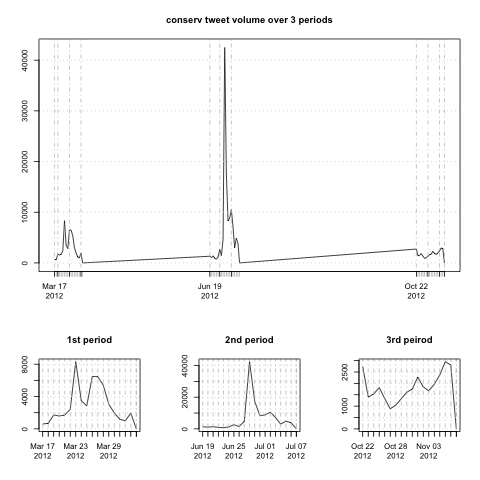 conserv tweet volume over 3 periods
40000
30000
20000
10000
0
Mar 17 Jun 19 Oct 22
2012 2012 2012
1st period 2nd period 3rd peirod
8000
4000
0
Mar 17 Mar 23 Mar 29
2012 2012 2012
40000
20000
0
Jun 19 Jun 25 Jul 01 Jul 07
2012 2012 2012 2012
2500
1000
0
Oct 22 Oct 28 Nov 03
2012 2012 2012